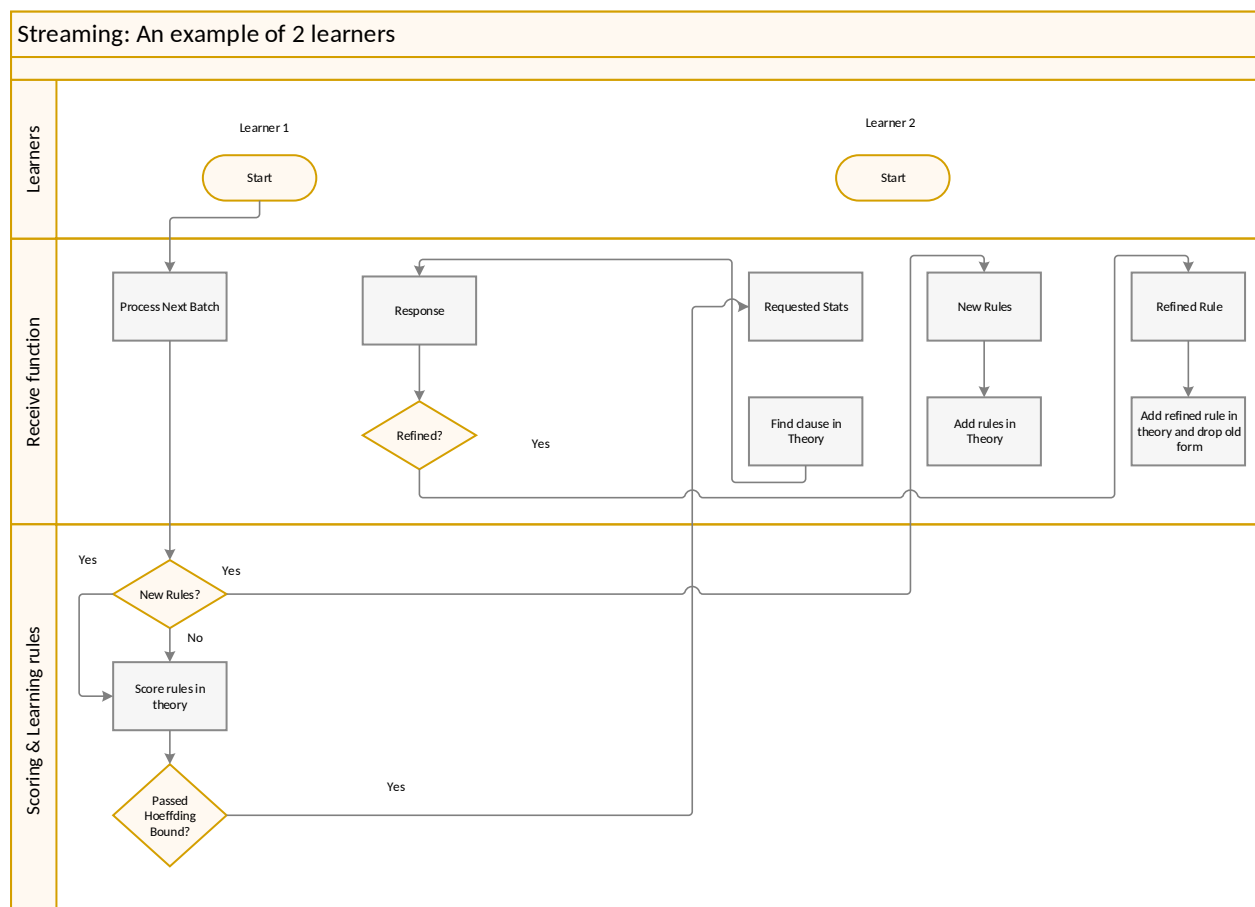 Streaming: An example of 2 learners
Learners
Learner 1
Learner 2
Start
Start
Receive function
Process Next Batch
Response
Requested Stats
New Rules
Refined Rule
Refined?
Yes
Find clause in
Theory
Add rules in
Theory
Add refined rule in
theory and drop old
form
Scoring & Learning rules
Yes
Yes
New Rules?
No
Score rules in
theory
Yes
Passed
Hoeffding
Bound?